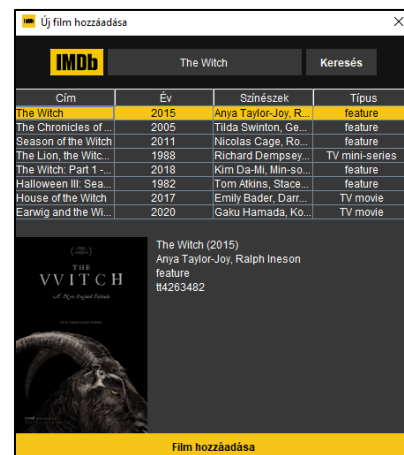 Új film hozzáadása
IMDb The Witch Keresés
Cím Év Színészek Típus
The Witch 2015 Anya Taylor-Joy, R... feature
The Chronicles of ... 2005 Tilda Swinton, Ge... feature
Season of the Witch 2011 Nicolas Cage, Ro... feature
The Lion, the Witc... 1988 Richard Dempsey... TV mini-series
The Witch: Part 1 -... 2018 Kim Da-Mi, Min-so... feature
Halloween III: Sea... 1982 Tom Atkins, Stace... feature
House of the Witch 2017 Emily Bader, Darr... TV movie
Earwig and the Wi... 2020 Gaku Hamada, Ko... TV movie
The Witch (2015)
Anya Taylor-Joy, Ralph Ineson
feature
tt4263482
THE
VVITCH
A New-England Folktale
Film hozzáadása